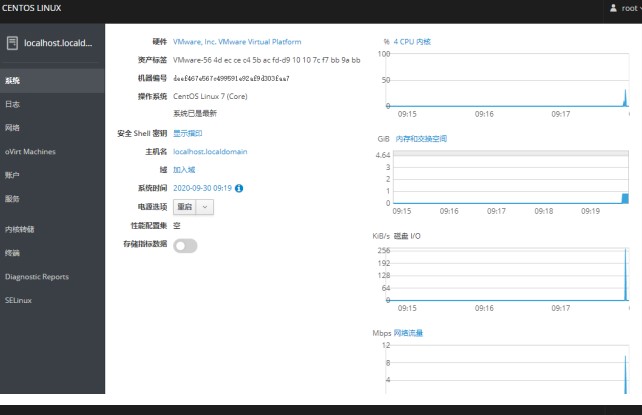 CENTOS LINUX
root
localhost.locald...
系统
日志
网络
oVirt Machines
账户
服务
内核转储
终端
Diagnostic Reports
SELinux
硬件 VMware, Inc. VMware Virtual Platform
资产标签 VMware-56 4d ec ce c4 5b ac fd-d9 10 10 7c f7 bb 9a bb
机器编号
操作系统 CentOS Linux 7 (Core)
系统已是最新
安全 Shell 密钥 显示指印
主机名 localhost.localdomain
域 加入域
系统时间 2020-09-30 09:19
电源选项 重启
性能配置集 空
存储指标数据
% 4 CPU 内核
100
50
0
09:15 09:16 09:17
GiB 内存和交换空间
4.64
3
2
1
0
09:15 09:16 09:17 09:18 09:19
KiB/s 磁盘 I/O
256
192
128
64
0
09:15 09:16 09:17
Mbps 网络流量
12
8
4